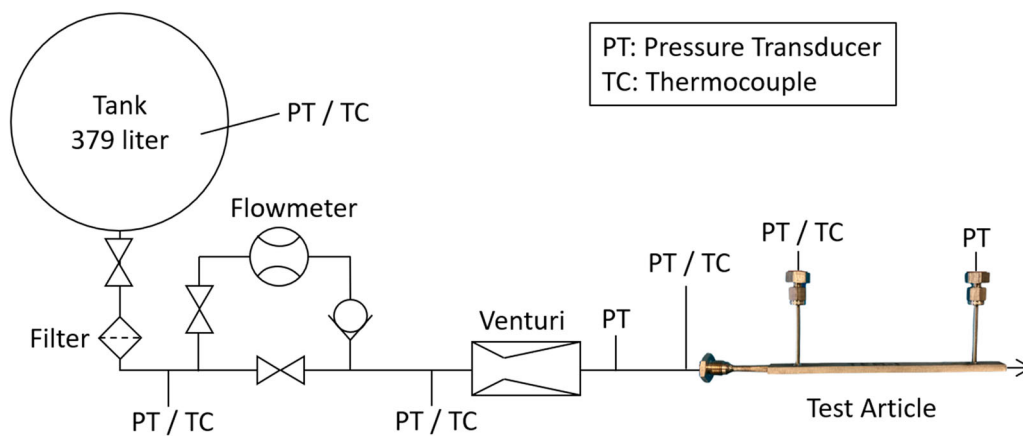 PT: Pressure Transducer
TC: Thermocouple
Tank
379 liter
PT / TC
Flowmeter
PT / TC
PT
PT / TC
Filter
Venturi
PT
PT / TC
PT / TC
Test Article